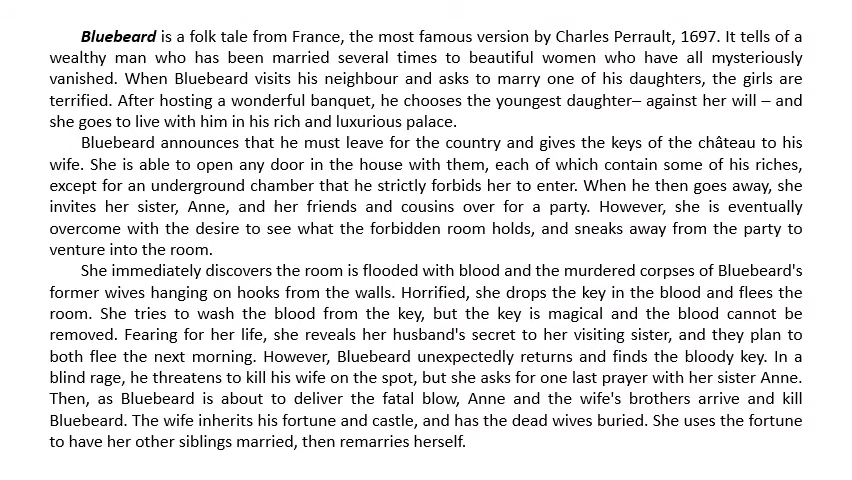 Bluebeard is a folk tale from France, the most famous version by Charles Perrault, 1697. It tells of a
wealthy man who has been married several times to beautiful women who have all mysteriously
vanished. When Bluebeard visits his neighbour and asks to marry one of his daughters, the girls are
terrified. After hosting a wonderful banquet, he chooses the youngest daughter– against her will – and
she goes to live with him in his rich and luxurious palace.
Bluebeard announces that he must leave for the country and gives the keys of the château to his
wife. She is able to open any door in the house with them, each of which contain some of his riches,
except for an underground chamber that he strictly forbids her to enter. When he then goes away, she
invites her sister, Anne, and her friends and cousins over for a party. However, she is eventually
overcome with the desire to see what the forbidden room holds, and sneaks away from the party to
venture into the room.
She immediately discovers the room is flooded with blood and the murdered corpses of Bluebeard's
former wives hanging on hooks from the walls. Horrified, she drops the key in the blood and flees the
room. She tries to wash the blood from the key, but the key is magical and the blood cannot be
removed. Fearing for her life, she reveals her husband's secret to her visiting sister, and they plan to
both flee the next morning. However, Bluebeard unexpectedly returns and finds the bloody key. In a
blind rage, he threatens to kill his wife on the spot, but she asks for one last prayer with her sister Anne.
Then, as Bluebeard is about to deliver the fatal blow, Anne and the wife's brothers arrive and kill
Bluebeard. The wife inherits his fortune and castle, and has the dead wives buried. She uses the fortune
to have her other siblings married, then remarries herself.